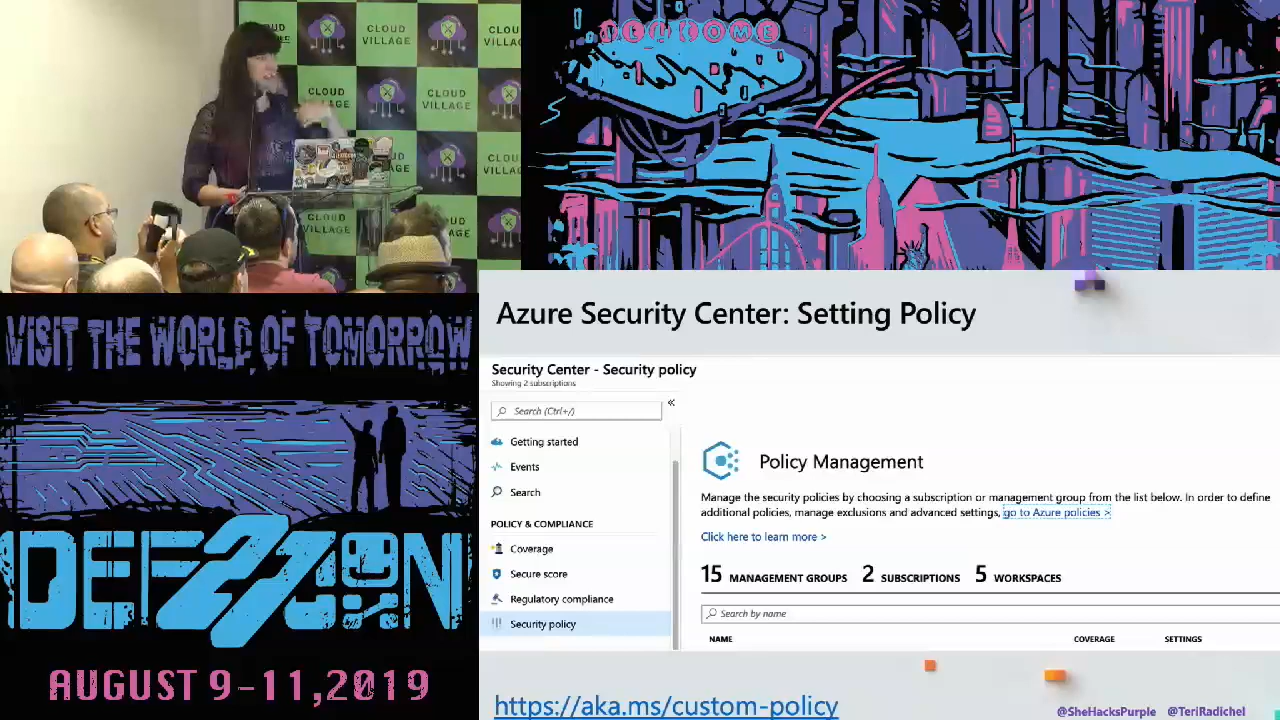 CLOUD
VILLAGE
CLOUD
VILLAGE
CLOUD
VILLAGE
CLOUD
VILLAGE
CLOUD
VILLAGE
WELCOME
VISIT THE WORLD OF TOMORROW
DEF 27 CON
AUGUST 9-11,2019
Azure Security Center: Setting Policy
Security Center - Security policy
Showing 2 subscriptions
Search (Ctrl+/)
«
Getting started
Events
Search
POLICY & COMPLIANCE
Coverage
Secure score
Regulatory compliance
Security policy
Policy Management
Manage the security policies by choosing a subscription or management group from the list below. In order to define
additional policies, manage exclusions and advanced settings, go to Azure policies >
Click here to learn more >
15 MANAGEMENT GROUPS 2 SUBSCRIPTIONS 5 WORKSPACES
Search by name
NAME COVERAGE SETTINGS
https://aka.ms/custom-policy
@SheHacksPurple @TeriRadichel